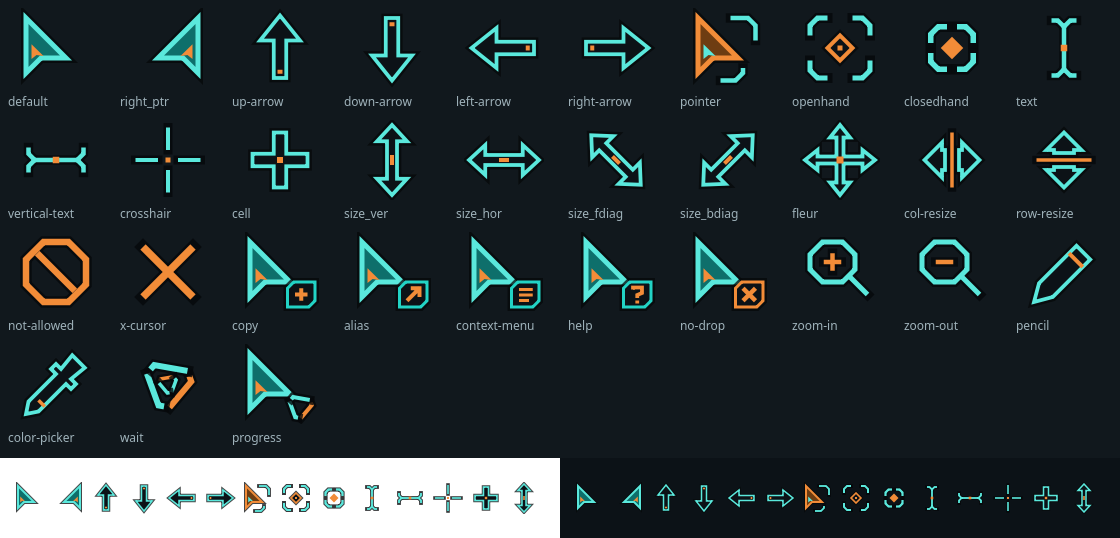 default right_ptr up-arrow down-arrow left-arrow right-arrow pointer openhand closedhand text
vertical-text crosshair cell size_ver size_hor size_fdiag size_bdiag fleur col-resize row-resize
not-allowed x-cursor copy alias context-menu help no-drop zoom-in zoom-out pencil
color-picker wait progress